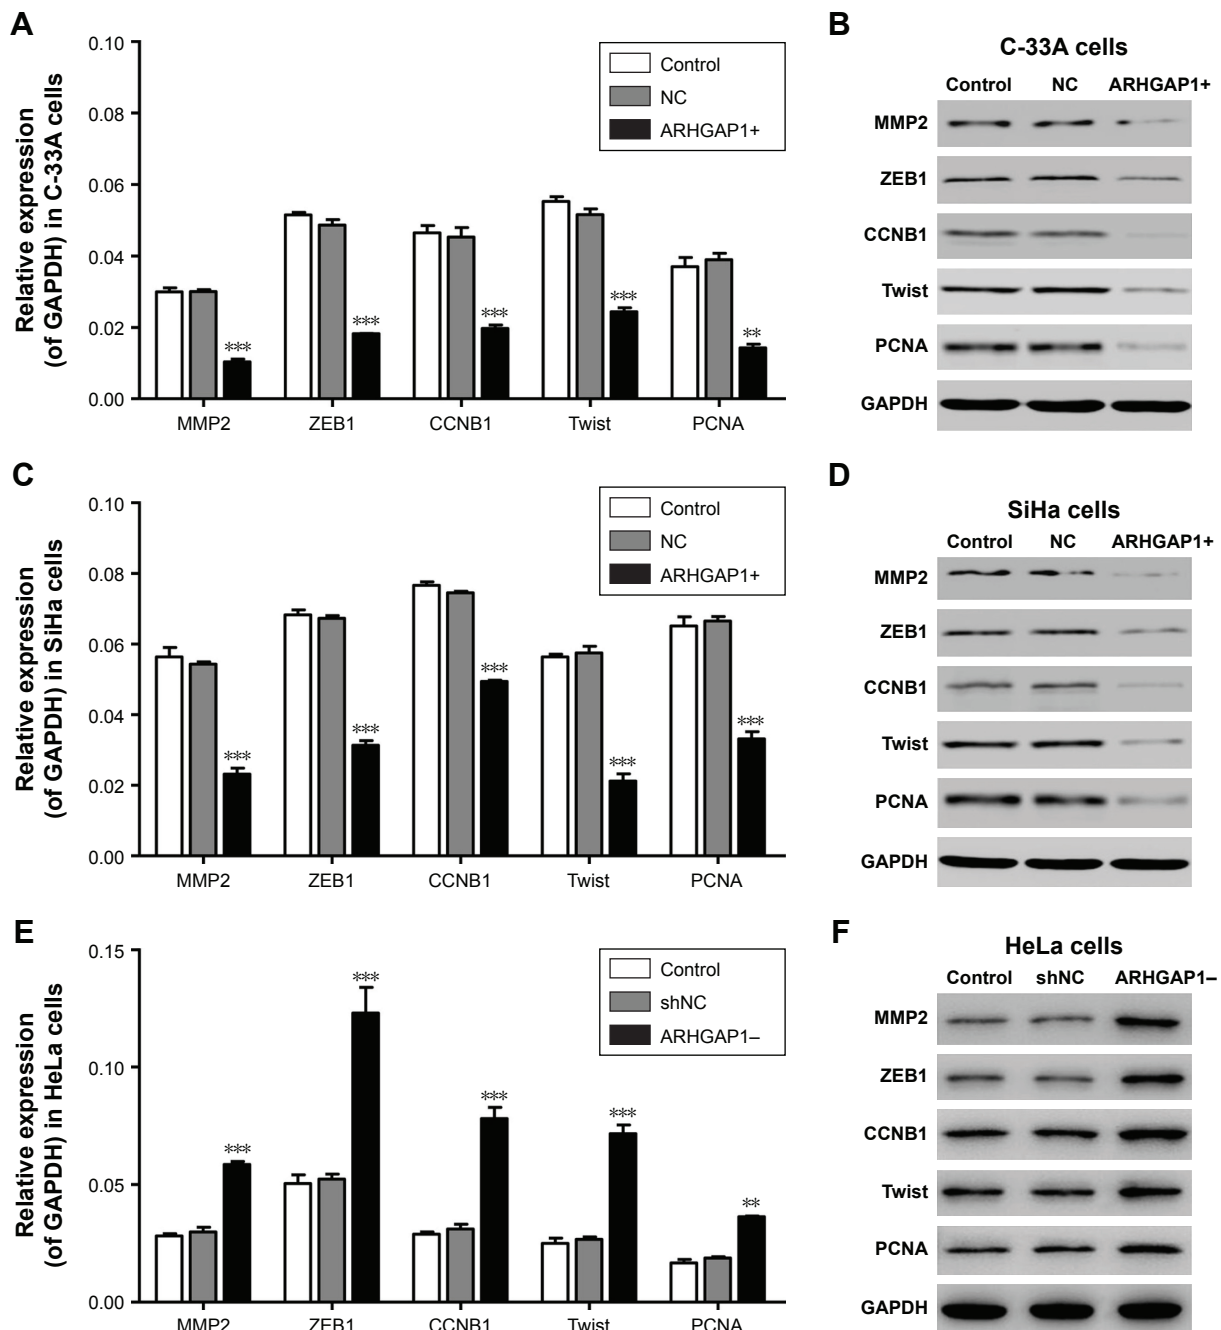 A
Relative expression
(of GAPDH) in C-33A cells
0.10
0.08
0.06
0.04
0.02
0.00
Control
NC
ARHGAP1+
***
***
***
***
**
MMP2 ZEB1 CCNB1 Twist PCNA
B
C-33A cells
Control NC ARHGAP1+
MMP2
ZEB1
CCNB1
Twist
PCNA
GAPDH
C
Relative expression
(of GAPDH) in SiHa cells
0.10
0.08
0.06
0.04
0.02
0.00
Control
NC
ARHGAP1+
***
***
***
***
***
MMP2 ZEB1 CCNB1 Twist PCNA
D
SiHa cells
Control NC ARHGAP1+
MMP2
ZEB1
CCNB1
Twist
PCNA
GAPDH
E
Relative expression
(of GAPDH) in HeLa cells
0.15
0.10
0.05
0.00
Control
shNC
ARHGAP1–
***
***
***
***
**
MMP2 ZEB1 CCNB1 Twist PCNA
F
HeLa cells
Control shNC ARHGAP1–
MMP2
ZEB1
CCNB1
Twist
PCNA
GAPDH